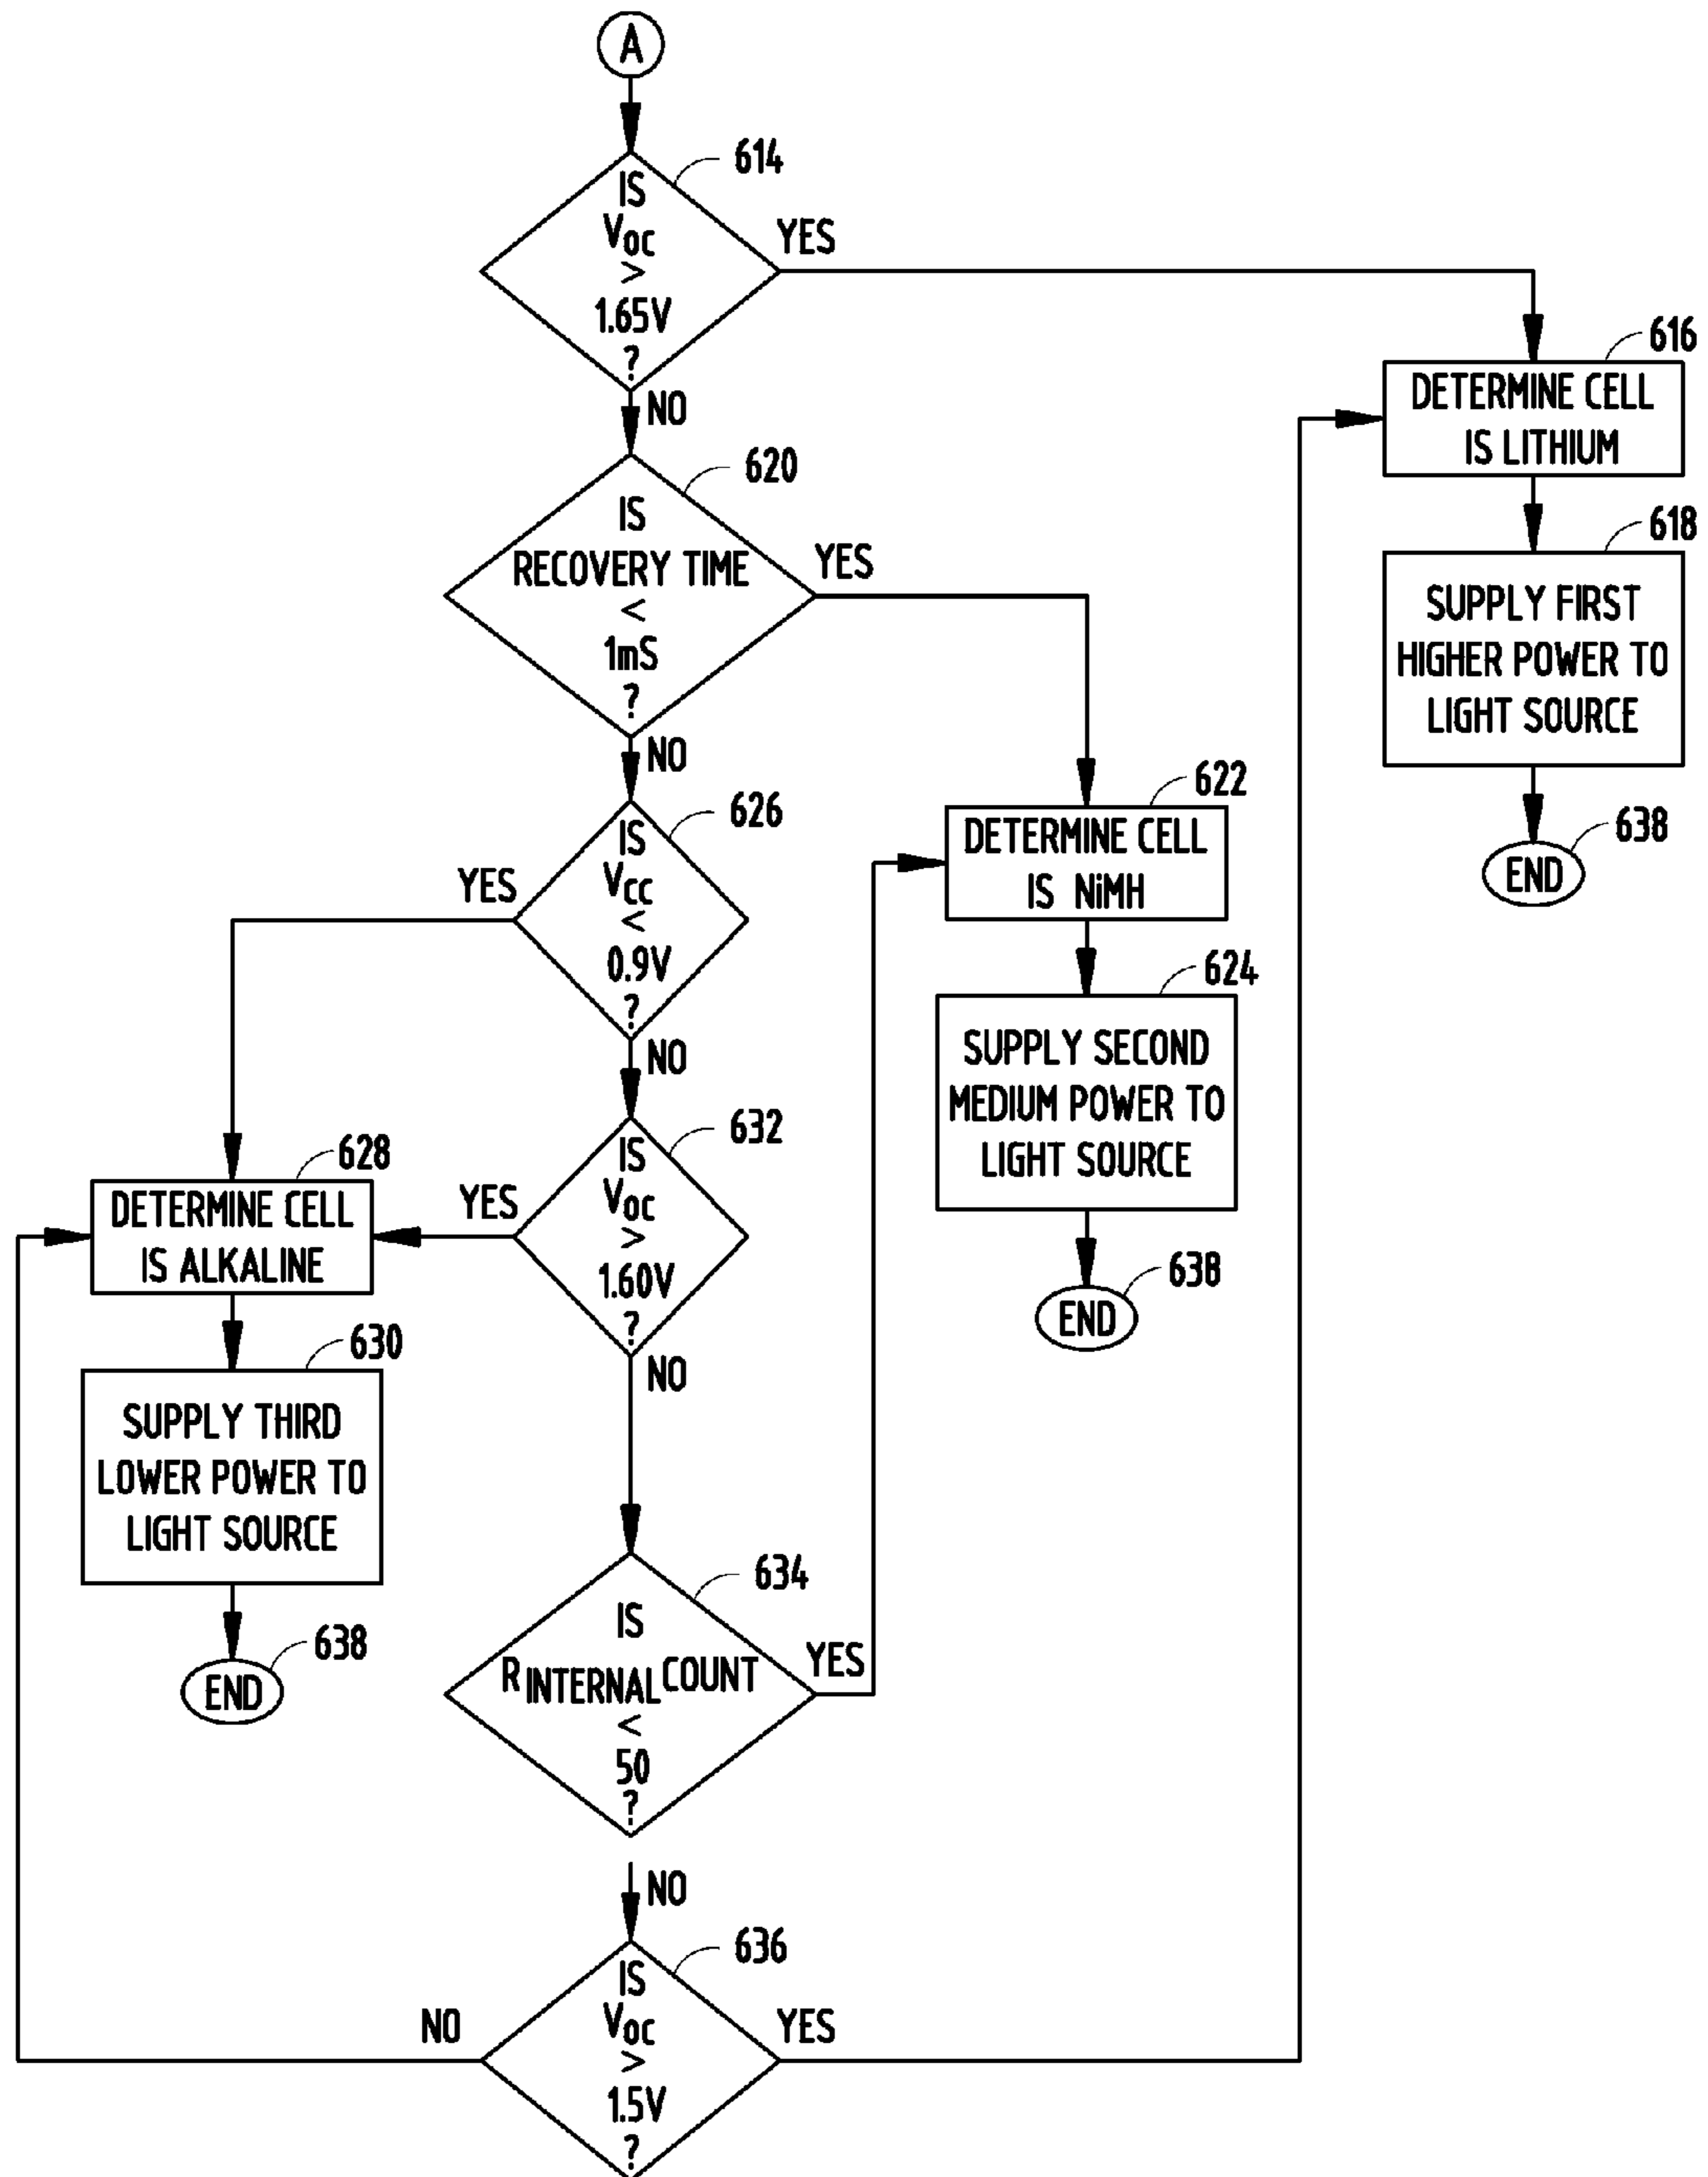 A
614
IS
VOC
>
1.65V
?
YES
NO
616
DETERMINE CELL
IS LITHIUM
618
SUPPLY FIRST
HIGHER POWER TO
LIGHT SOURCE
638
END
620
IS
RECOVERY TIME
<
1mS
?
YES
NO
622
DETERMINE CELL
IS NiMH
624
SUPPLY SECOND
MEDIUM POWER TO
LIGHT SOURCE
638
END
626
IS
VCC
<
0.9V
?
YES
NO
628
DETERMINE CELL
IS ALKALINE
630
SUPPLY THIRD
LOWER POWER TO
LIGHT SOURCE
638
END
632
IS
VOC
>
1.60V
?
YES
NO
634
IS
RINTERNAL COUNT
<
50
?
YES
NO
636
IS
VOC
>
1.5V
?
NO
YES